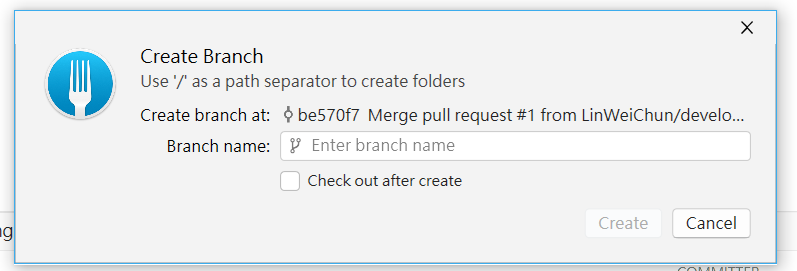 Create Branch
Use '/' as a path separator to create folders
Create branch at: be570f7 Merge pull request #1 from LinWeiChun/develo...
Branch name: Enter branch name
Check out after create
Create Cancel